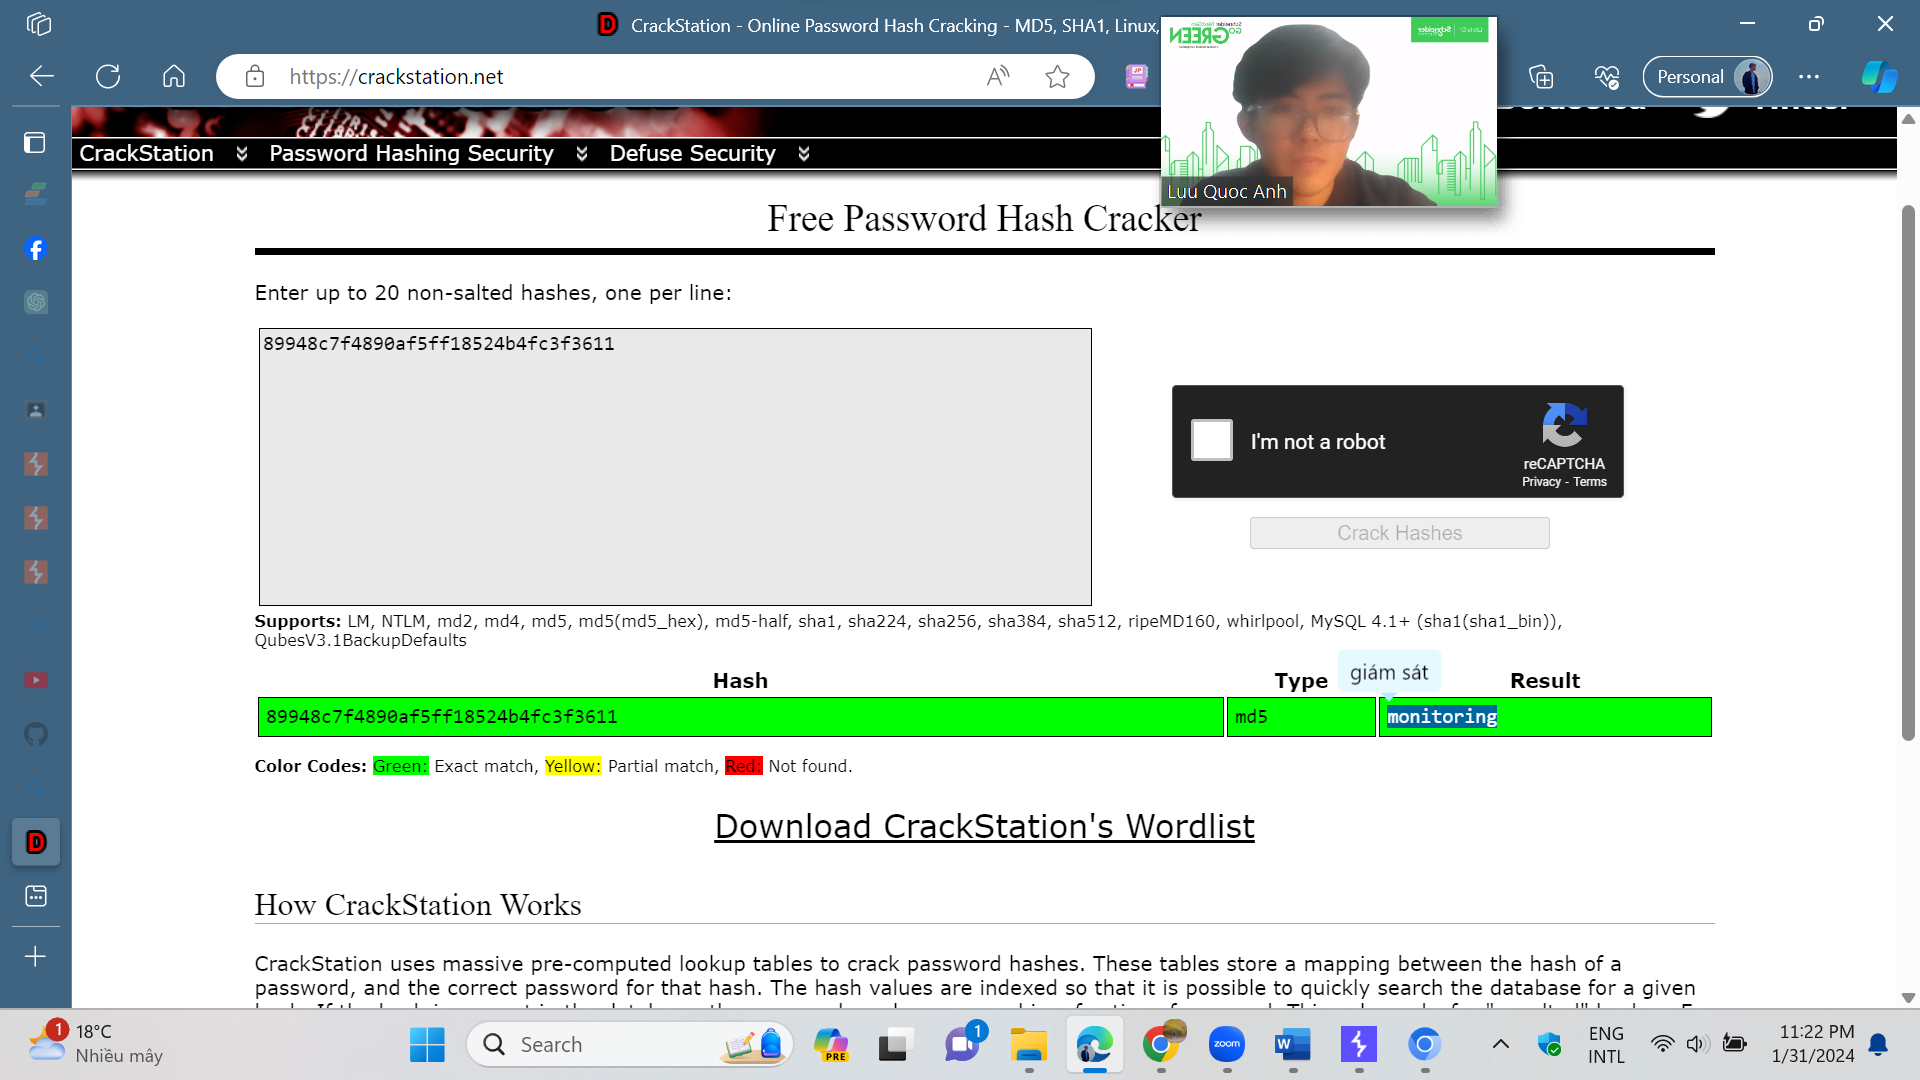 CrackStation - Online Password Hash Cracking - MD5, SHA1, Linux,
https://crackstation.net
Personal
CrackStation
Password Hashing Security
Defuse Security
GREEN
Schneider
Luu Quoc Anh
Free Password Hash Cracker
Enter up to 20 non-salted hashes, one per line:
89948c7f4890af5ff18524b4fc3f3611
I'm not a robot
reCAPTCHA
Privacy - Terms
Crack Hashes
Supports: LM, NTLM, md2, md4, md5, md5(md5_hex), md5-half, sha1, sha224, sha256, sha384, sha512, ripeMD160, whirlpool, MySQL 4.1+ (sha1(sha1_bin)),
QubesV3.1BackupDefaults
giám sát
Hash Type Result
89948c7f4890af5ff18524b4fc3f3611 md5 monitoring
Color Codes: Green: Exact match, Yellow: Partial match, Red: Not found.
Download CrackStation's Wordlist
How CrackStation Works
CrackStation uses massive pre-computed lookup tables to crack password hashes. These tables store a mapping between the hash of a
password, and the correct password for that hash. The hash values are indexed so that it is possible to quickly search the database for a given
1
18°C
Nhiều mây
Search
PRE
1
zoom
W
ENG
INTL
11:22 PM
1/31/2024